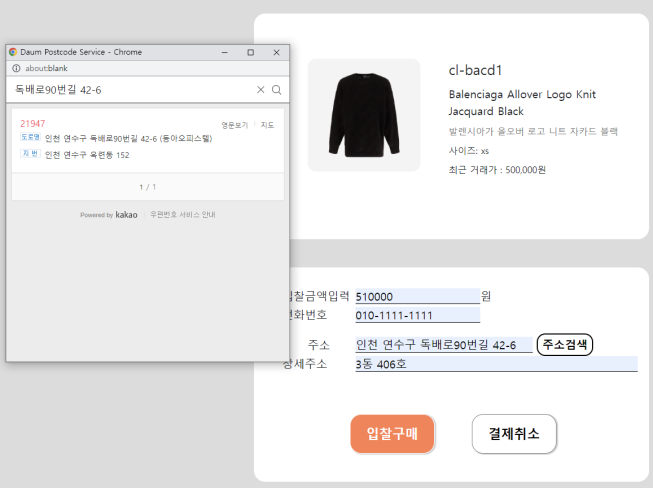 Daum Postcode Service - Chrome
about:blank
독배로90번길 42-6
21947
영문보기
지도
도로명 인천 연수구 독배로90번길 42-6 (동아오피스텔)
지 번 인천 연수구 옥련동 152
1 / 1
Powered by kakao
우편번호 서비스 안내
cl-bacd1
Balenciaga Allover Logo Knit
Jacquard Black
발렌시아가 올오버 로고 니트 자카드 블랙
사이즈: xs
최근 거래가 : 500,000원
입찰금액입력 510000 원
전화번호 010-1111-1111
주소 인천 연수구 독배로90번길 42-6 주소검색
상세주소 3동 406호
입찰구매
결제취소